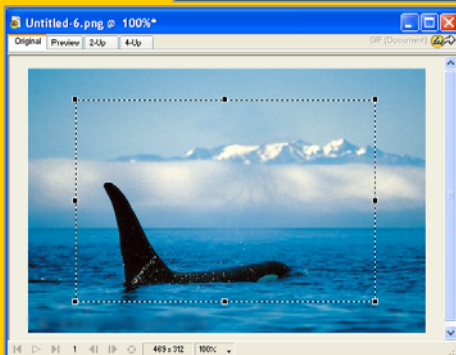 Untitled-6.png @ 100%*
Original Preview 2-Up 4-Up GIF (Document)
1 469 x 312 100%